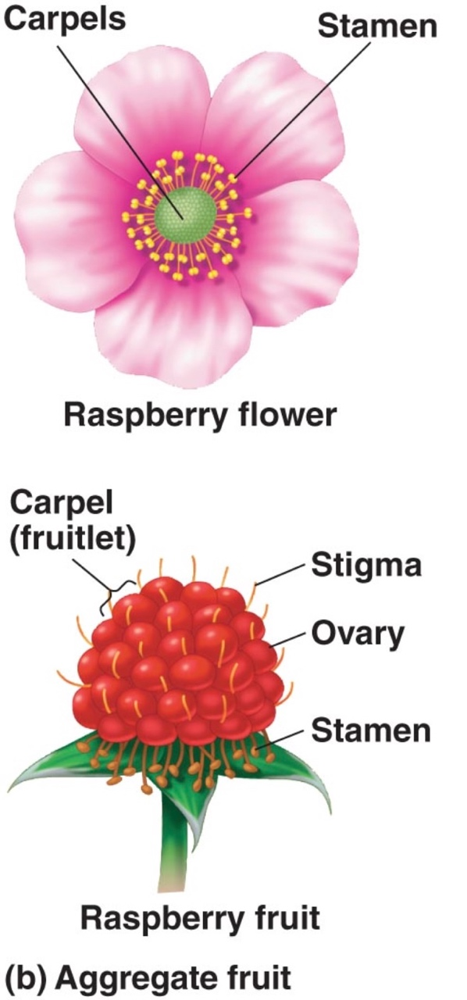 Carpels
Stamen
Raspberry flower
Carpel
(fruitlet)
Stigma
Ovary
Stamen
Raspberry fruit
(b) Aggregate fruit